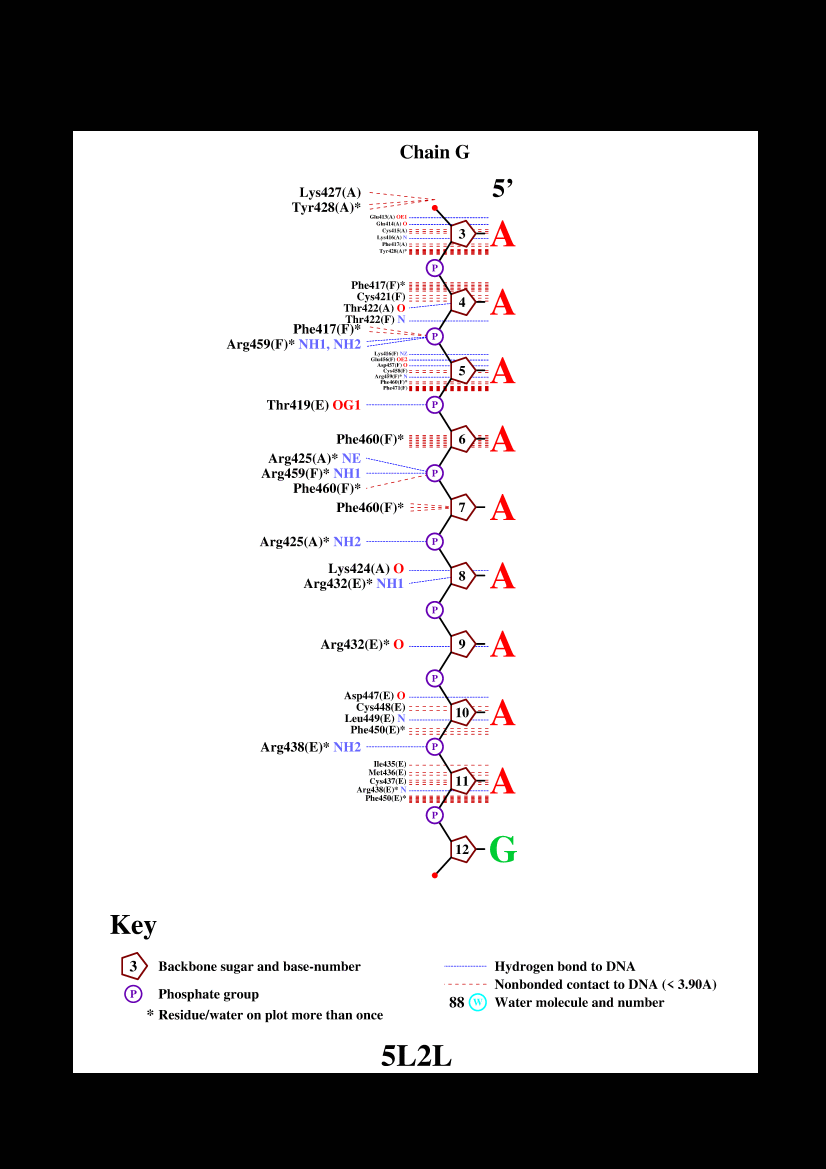 Chain G
5’
Lys427(A)
Tyr428(A)*
Glu413(A) OE1
Gln414(A) O
Cys415(A)
Lys416(A) N
Phe417(A)
Tyr428(A)*
3 A
P
Phe417(F)*
Cys421(F)
Thr422(A) O
Thr422(F) N
4 A
Phe417(F)*
Arg459(F)* NH1, NH2
P
Lys416(F) NZ
Glu456(F) OE2
Asp457(F) O
Cys458(F)
Arg459(F)* N
Phe460(F)*
Phe471(F)
5 A
Thr419(E) OG1
P
Phe460(F)*
6 A
Arg425(A)* NE
Arg459(F)* NH1
Phe460(F)*
P
Phe460(F)*
7 A
Arg425(A)* NH2
P
Lys424(A) O
Arg432(E)* NH1
8 A
P
Arg432(E)* O
9 A
P
Asp447(E) O
Cys448(E)
Leu449(E) N
Phe450(E)*
10 A
Arg438(E)* NH2
P
Ile435(E)
Met436(E)
Cys437(E)
Arg438(E)* N
Phe450(E)*
11 A
P
12 G
Key
3 Backbone sugar and base-number
P Phosphate group
* Residue/water on plot more than once
Hydrogen bond to DNA
Nonbonded contact to DNA (< 3.90A)
88 W Water molecule and number
5L2L